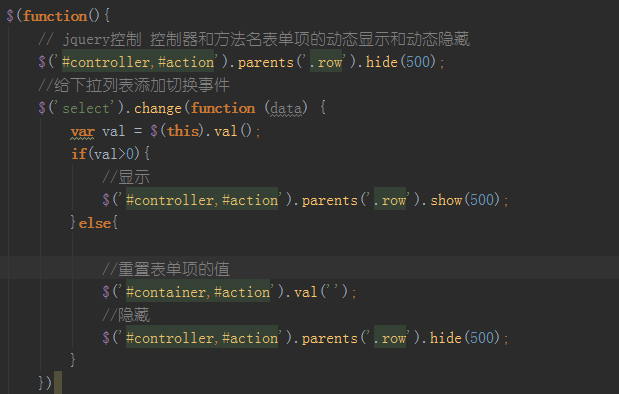 $(function(){
    // jquery控制 控制器和方法名表单项的动态显示和动态隐藏
    $('#controller,#action').parents('.row').hide(500);
    //给下拉列表添加切换事件
    $('select').change(function (data) {
        var val = $(this).val();
        if(val>0){
            //显示
            $('#controller,#action').parents('.row').show(500);
        }else{
            //重置表单项的值
            $('#container,#action').val('');
            //隐藏
            $('#controller,#action').parents('.row').hide(500);
        }
    })